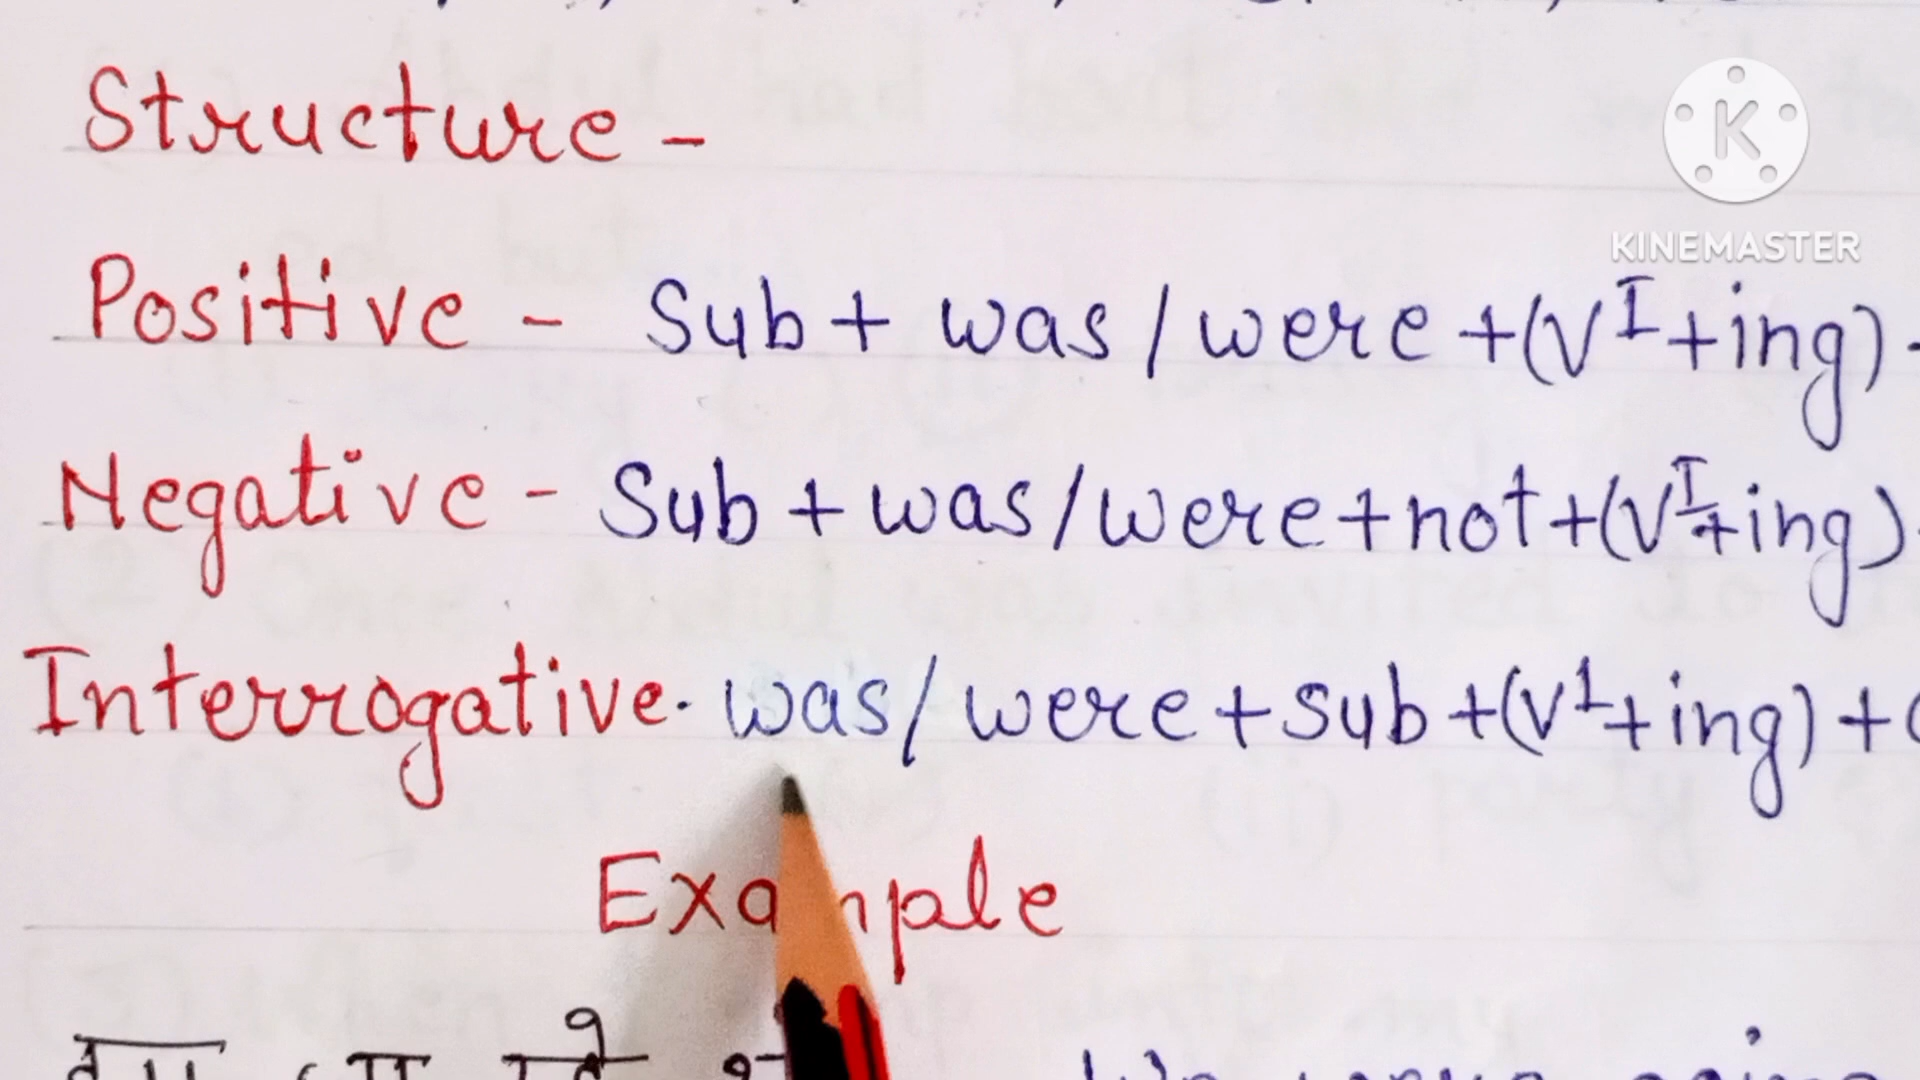 Structure -
K
KINEMASTER
Positive - Sub + was / were + (V^I + ing)
Negative - Sub + was / were + not + (V^I + ing)
Interrogative. was / were + sub + (V^1 + ing) +
Example